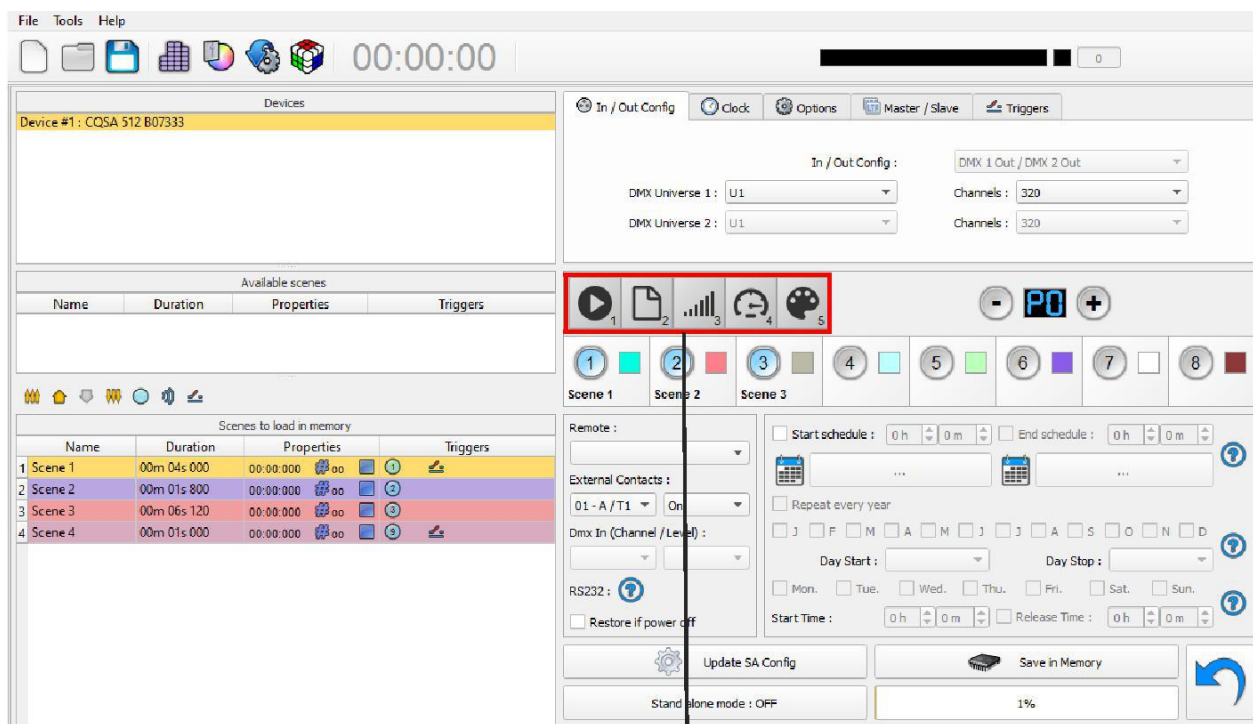 File Tools Help
00:00:00
0
Devices
Device #1 : CQSA 512 B07333
In / Out Config Clock Options Master / Slave Triggers
In / Out Config : DMX 1 Out / DMX 2 Out
DMX Universe 1 : U1 Channels : 320
DMX Universe 2 : U1 Channels : 320
Available scenes
Name Duration Properties Triggers
1 2 3 4 5
- P0 +
1 2 3 4 5 6 7 8
Scene 1 Scene 2 Scene 3
Scenes to load in memory
Name Duration Properties Triggers
1 Scene 1 00m 04s 000 00:00:000 # ∞ 1
2 Scene 2 00m 01s 800 00:00:000 # ∞ 2
3 Scene 3 00m 06s 120 00:00:000 # ∞ 3
4 Scene 4 00m 01s 000 00:00:000 # ∞ 9
Remote :
External Contacts :
01 - A / T1 On
Dmx In (Channel / Level) :
RS232 : ?
Restore if power off
Start schedule : 0 h 0 m End schedule : 0 h 0 m ?
... ...
Repeat every year
J F M A M J J A S O N D ?
Day Start : Day Stop :
Mon. Tue. Wed. Thu. Fri. Sat. Sun.
Start Time : 0 h 0 m Release Time : 0 h 0 m ?
Update SA Config Save in Memory
Stand alone mode : OFF 1%